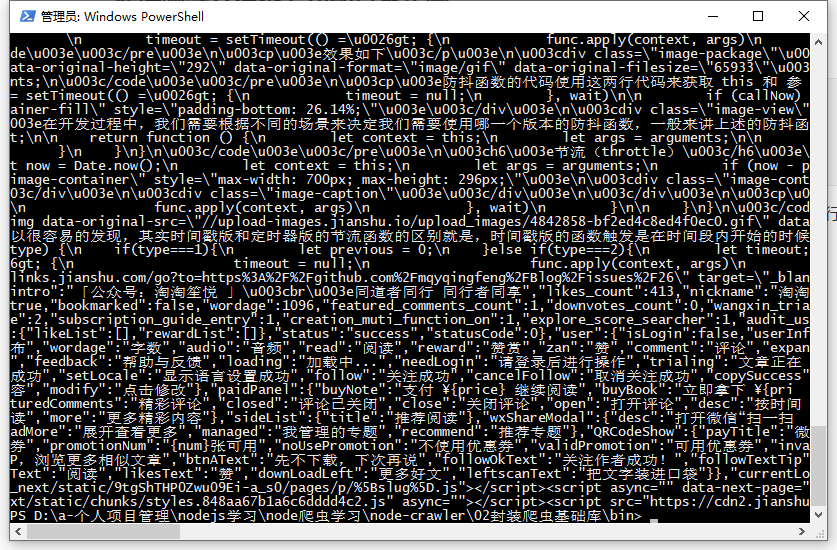 管理员: Windows PowerShell
\n            timeout = setTimeout(() =\u0026gt; {\n                func.apply(context, args)\n
de\u003e\u003c/pre\u003e\n\u003cp\u003e效果如下\u003c/p\u003e\n\u003cdiv class=\"image-package\"\u00
ata-original-height=\"292\" data-original-format=\"image/gif\" data-original-filesize=\"65933\"\u003
nts;\n\u003c/code\u003e\u003c/pre\u003e\n\u003cp\u003e防抖函数的代码使用这两行代码来获取 this 和 参
= setTimeout(() =\u0026gt; {\n                timeout = null;\n            }, wait)\n\n            if (callNow)
ainer-fill\" style=\"padding-bottom: 26.14%;\"\u003e\u003c/div\u003e\n\u003cdiv class=\"image-view\"
\u003e在开发过程中，我们需要根据不同的场景来决定我们需要使用哪一个版本的防抖函数，一般来讲上述的防抖函
t;\n\n    return function () {\n        let context = this;\n        let args = arguments;\n\n
}\n    }\n}\n\u003c/code\u003e\u003c/pre\u003e\n\u003ch6\u003e节流（throttle）\u003c/h6\u003e\n
t now = Date.now();\n        let context = this;\n        let args = arguments;\n        if (now - p
image-container\" style=\"max-width: 700px; max-height: 296px;\"\u003e\n\u003cdiv class=\"image-cont
03c/div\u003e\n\u003cdiv class=\"image-caption\"\u003e\u003c/div\u003e\n\u003c/div\u003e\n\u003cp\u0
\n                func.apply(context, args)\n            }, wait)\n        }\n\n    }\n}\n\u003c/cod
img data-original-src=\"//upload-images.jianshu.io/upload_images/4842858-bf2ed4c8ed4f0ec0.gif\" data
以很容易的发现，其实时间戳版和定时器版的节流函数的区别就是，时间戳版的函数触发是在时间段内开始的时候
type) {\n    if(type===1){\n        let previous = 0;\n    }else if(type===2){\n        let timeout;
6gt; {\n                    timeout = null;\n                    func.apply(context, args)\n
links.jianshu.com/go?to=https%3A%2F%2Fgithub.com%2Fmqyqingfeng%2FBlog%2Fissues%2F26\" target=\"_blan
intro":"「公众号：淘淘笙悦 」\u003cbr\u003e同道者同行 同行者同享","likes_count":413,"nickname":"淘淘
true,"bookmarked":false,"wordage":1096,"featured_comments_count":1,"downvotes_count":0,"wangxin_tria
e":2,"subscription_guide_entry":1,"creation_muti_function_on":1,"explore_score_searcher":1,"audit_us
:{"likeList":[],"rewardList":[]},"status":"success","statusCode":0},"user":{"isLogin":false,"userInf
布","wordage":"字数","audio":"音频","read":"阅读","reward":"赞赏","zan":"赞","comment":"评论","expan
","feedback":"帮助与反馈","loading":"加载中...","needLogin":"请登录后进行操作","trialing":"文章正在
成功","setLocale":"显示语言设置成功","follow":"关注成功","cancelFollow":"取消关注成功","copySuccess"
容","modify":"点击修改"},"paidPanel":{"buyNote":"支付 ¥{price} 继续阅读","buyBook":"立即拿下 ¥{pri
turedComments":"精彩评论","closed":"评论已关闭","close":"关闭评论","open":"打开评论","desc":"按时间
读","more":"更多精彩内容"},"sideList":{"title":"推荐阅读"},"wxShareModal":{"desc":"打开微信“扫一扫
adMore":"展开查看更多","managed":"我管理的专题","recommend":"推荐专题"},"QRCodeShow":{"payTitle":"微
券","promotionNum":"{num}张可用","noUsePromotion":"不使用优惠券","validPromotion":"可用优惠券","inva
P，浏览更多相似文章","btnAText":"先不下载，下次再说","followOkText":"关注作者成功！","followTextTip"
Text":"阅读","likesText":"赞","downLoadLeft":"更多好文","leftscanText":"把文字装进口袋"}},"currentLo
_next/static/9tgShTHPOZwu09Ei-a_s0/pages/p/%5Bslug%5D.js"></script><script async="" data-next-page="
xt/static/chunks/styles.848aa67b1a6c6dddd4c2.js" async=""></script><script src="https://cdn2.jianshu
PS D:\a-个人项目管理\nodejs学习\node爬虫学习\node-crawler\02封装爬虫基础库\bin>
行